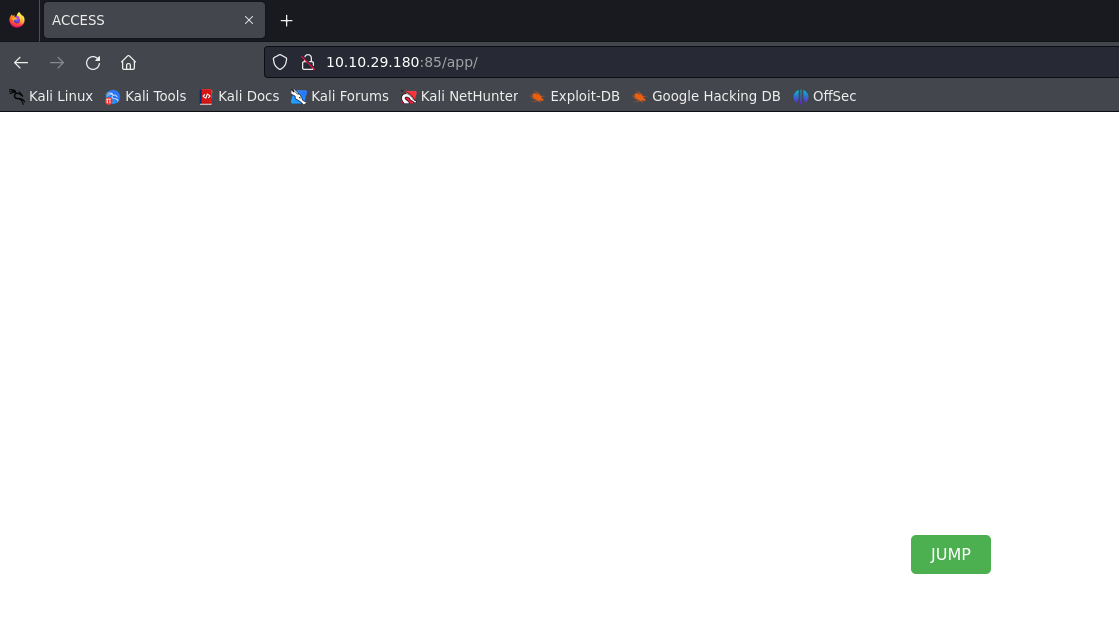 ACCESS
10.10.29.180:85/app/
Kali Linux Kali Tools Kali Docs Kali Forums Kali NetHunter Exploit-DB Google Hacking DB OffSec
JUMP